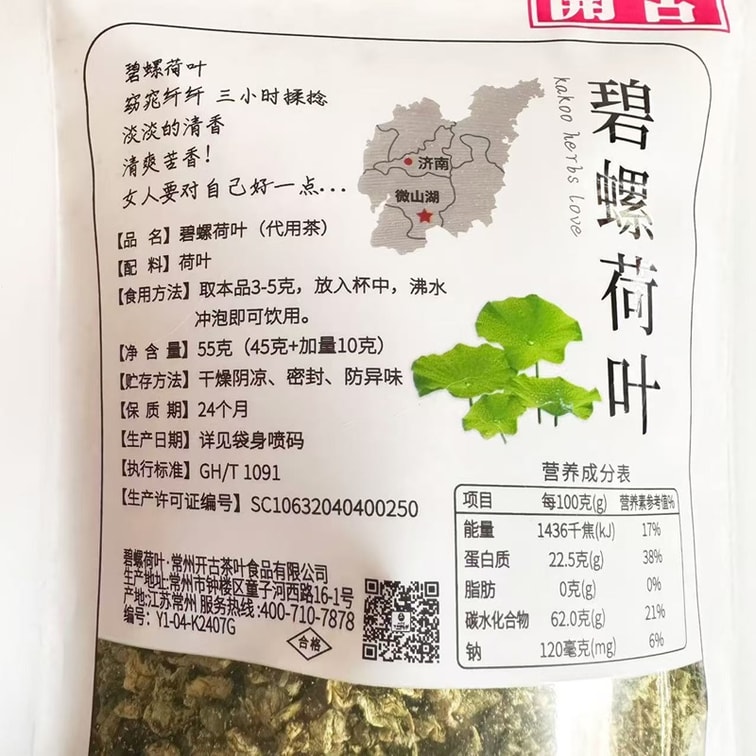 開古
碧螺荷叶
kakoo herbs love
碧螺荷叶
窈窕纤纤 三小时揉捻
淡淡的清香
清爽苦香!
女人要对自己好一点...
济南
微山湖
【品 名】碧螺荷叶（代用茶）
【配 料】荷叶
【食用方法】取本品3-5克，放入杯中，沸水
冲泡即可饮用。
【净 含 量】55克（45克+加量10克）
【贮存方法】干燥阴凉、密封、防异味
【保 质 期】24个月
【生产日期】详见袋身喷码
【执行标准】GH/T 1091
【生产许可证编号】SC10632040400250
营养成分表
项目 每100克(g) 营养素参考值%
能量 1436千焦(kJ) 17%
蛋白质 22.5克(g) 38%
脂肪 0克(g) 0%
碳水化合物 62.0克(g) 21%
钠 120毫克(mg) 6%
碧螺荷叶·常州开古茶叶食品有限公司
生产地址:常州市钟楼区童子河西路16-1号
产地:江苏常州 服务热线:400-710-7878
编号: Y1-04-K2407G
合格